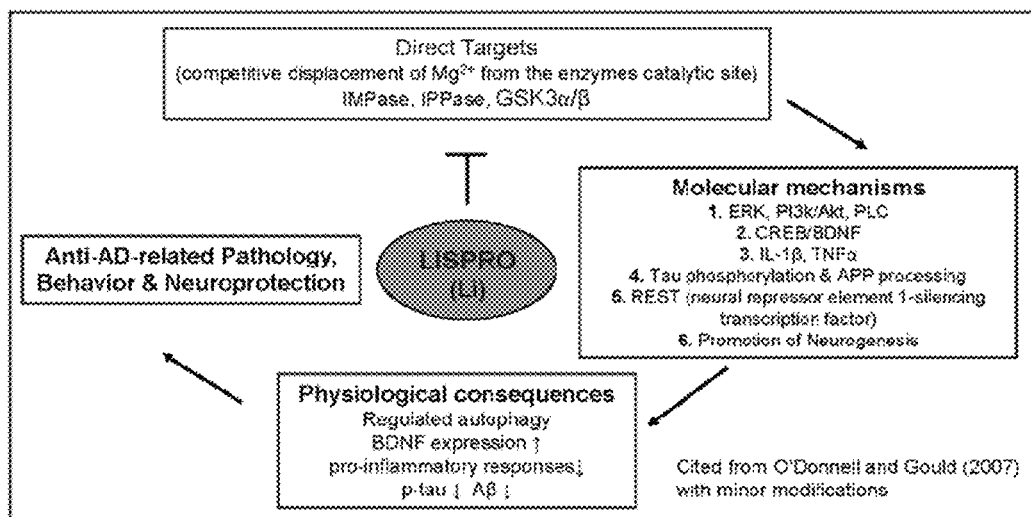 Direct Targets
(competitive displacement of Mg²⁺ from the enzymes catalytic site)
IMPase, IPPase, GSK3α/β
Molecular mechanisms
1. ERK, PI3k/Akt, PLC
2. CREB/BDNF
3. IL-1β, TNFα
4. Tau phosphorylation & APP processing
5. REST (neural repressor element 1-silencing
transcription factor)
6. Promotion of Neurogenesis
LISPRO
(Li)
Anti-AD-related Pathology,
Behavior & Neuroprotection
Physiological consequences
Regulated autophagy
BDNF expression ↑
pro-inflammatory responses↓
p-tau ↓ Aβ ↓
Cited from O'Donnell and Gould (2007)
with minor modifications